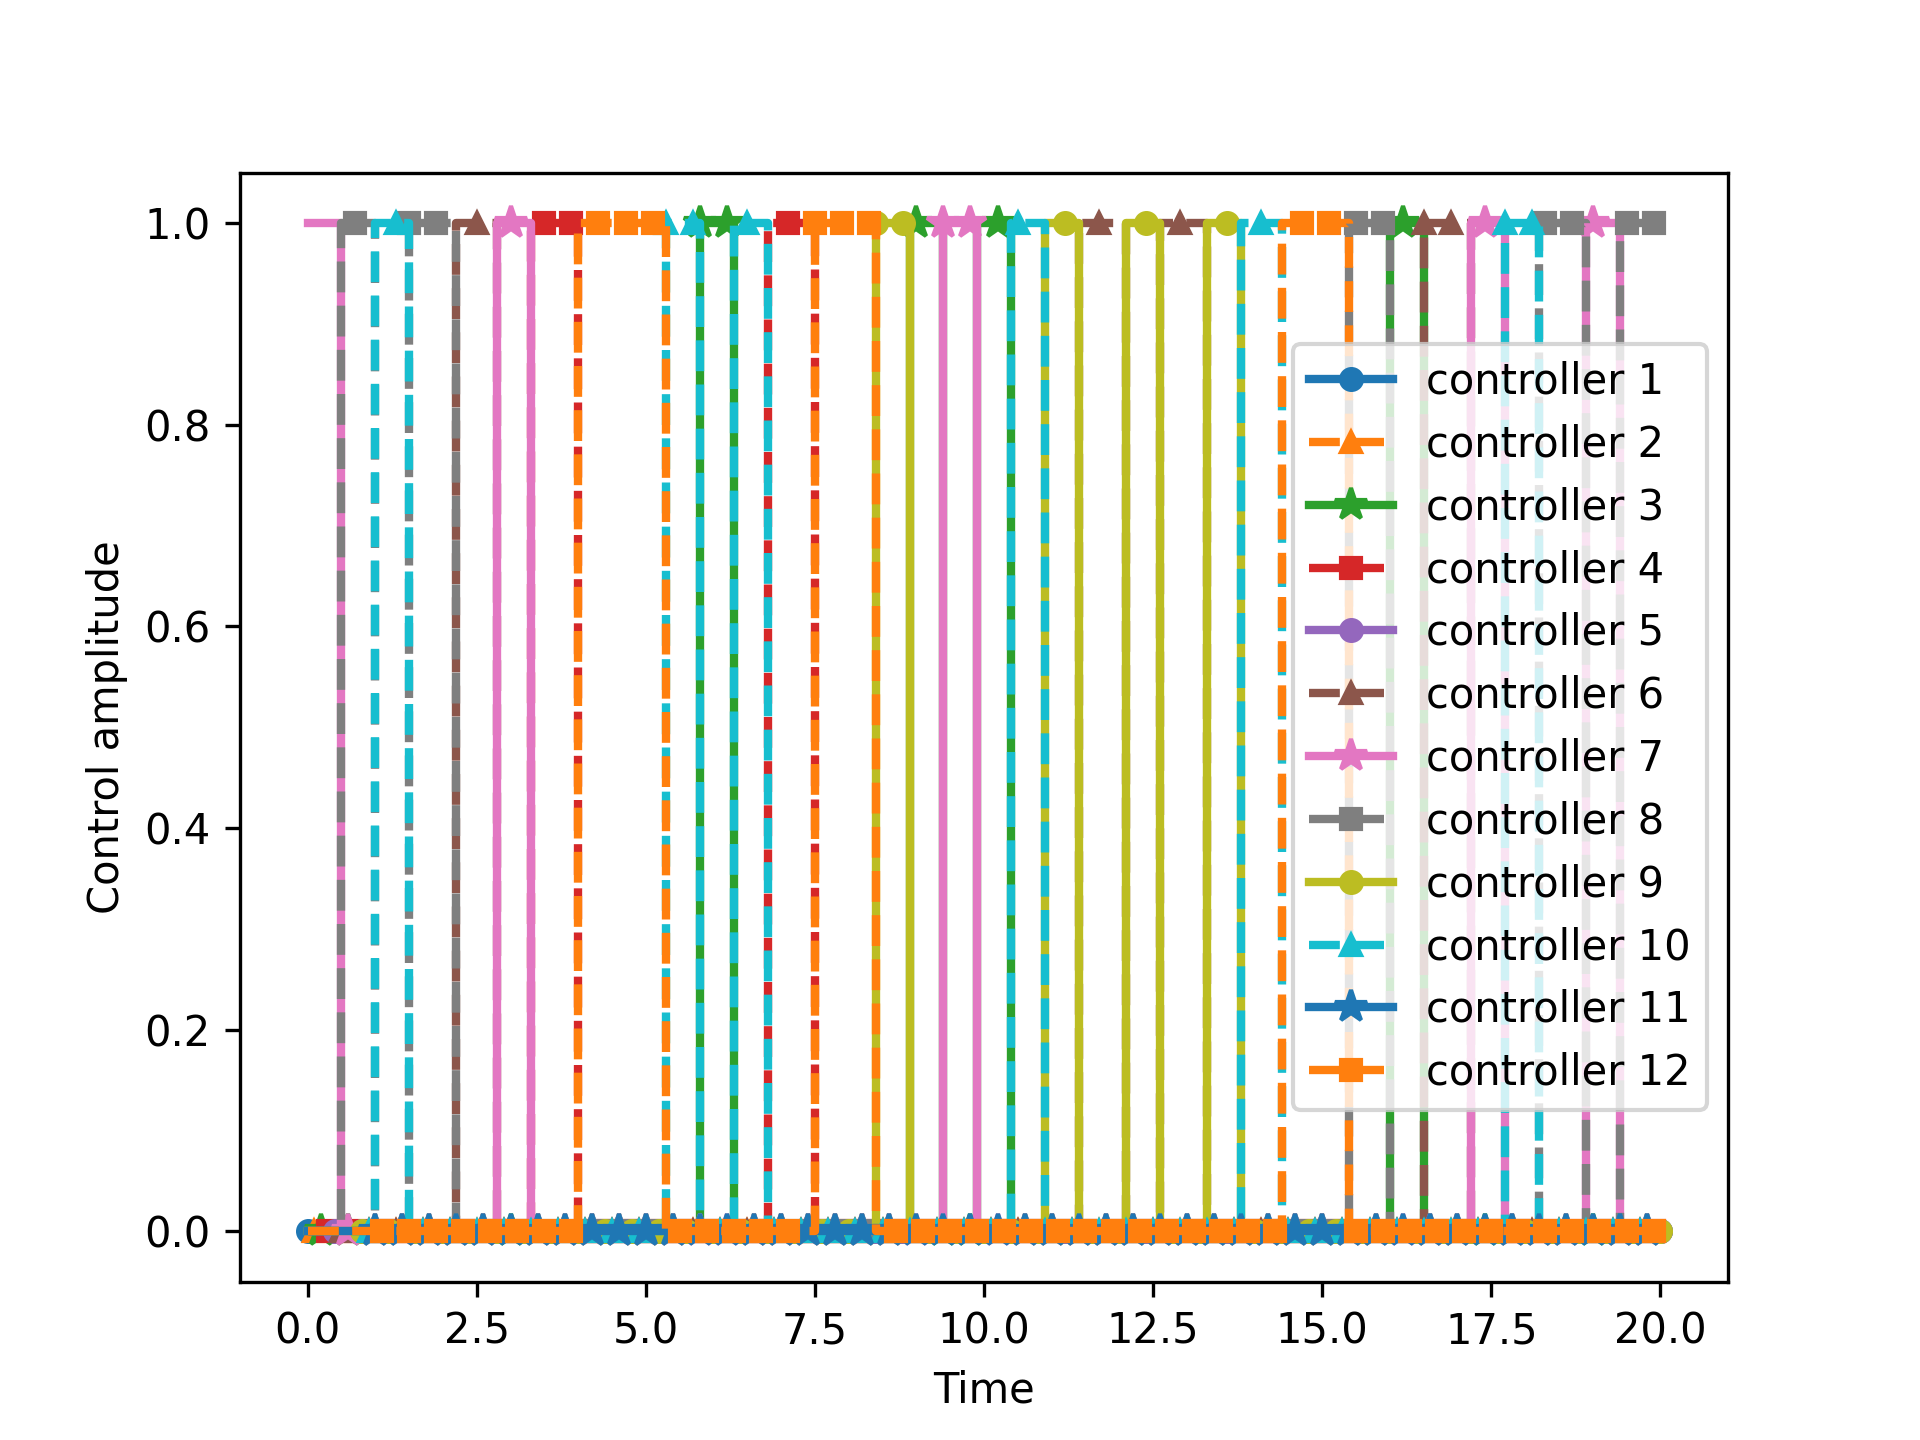 1.0
0.8
0.6
0.4
0.2
0.0
Control amplitude
0.0 2.5 5.0 7.5 10.0 12.5 15.0 17.5 20.0
Time
controller 1
controller 2
controller 3
controller 4
controller 5
controller 6
controller 7
controller 8
controller 9
controller 10
controller 11
controller 12